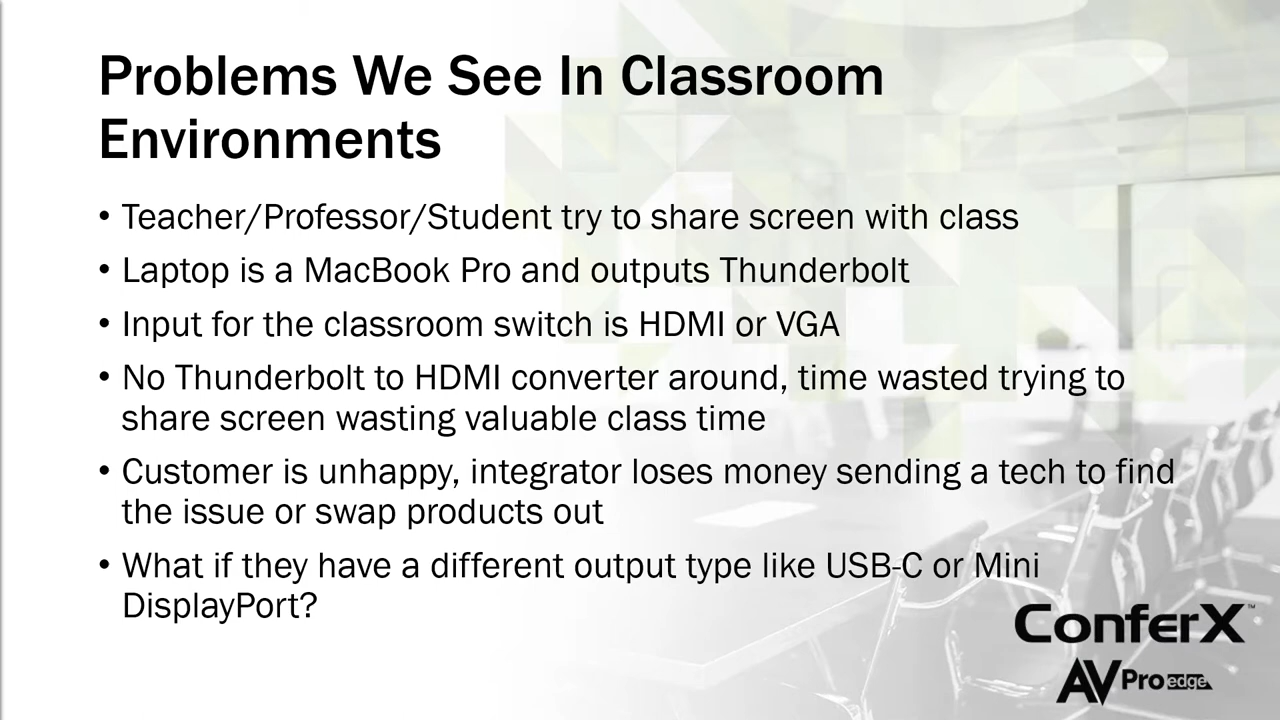 Problems We See In Classroom
Environments
• Teacher/Professor/Student try to share screen with class
• Laptop is a MacBook Pro and outputs Thunderbolt
• Input for the classroom switch is HDMI or VGA
• No Thunderbolt to HDMI converter around, time wasted trying to
share screen wasting valuable class time
• Customer is unhappy, integrator loses money sending a tech to find
the issue or swap products out
• What if they have a different output type like USB-C or Mini
DisplayPort?
ConferX™
AVPro edge